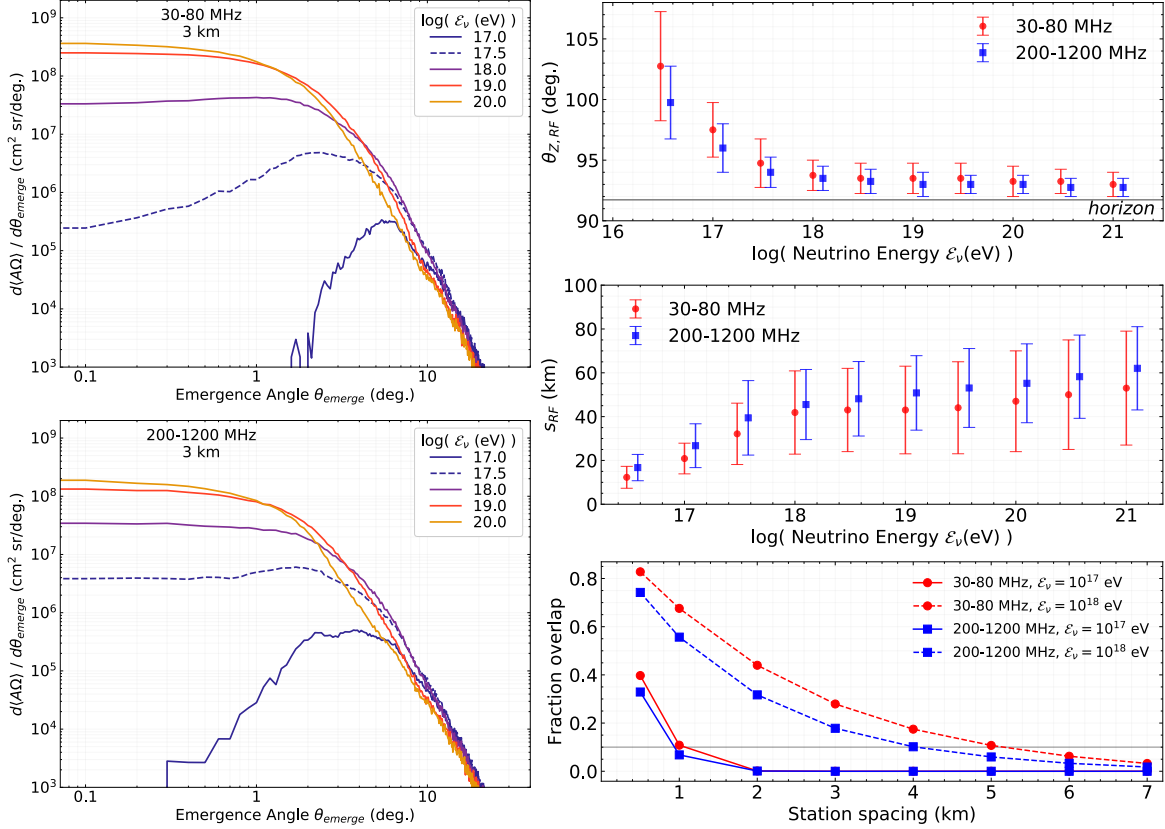 30-80 MHz
3 km
log( ℰν (eV) )
17.0
17.5
18.0
19.0
20.0
10⁹
10⁸
10⁷
10⁶
10⁵
10⁴
10³
d⟨AΩ⟩ / dθemerge (cm² sr/deg.)
0.1
1
10
Emergence Angle θemerge (deg.)
200-1200 MHz
3 km
log( ℰν (eV) )
17.0
17.5
18.0
19.0
20.0
10⁹
10⁸
10⁷
10⁶
10⁵
10⁴
10³
d⟨AΩ⟩ / dθemerge (cm² sr/deg.)
0.1
1
10
Emergence Angle θemerge (deg.)
30-80 MHz
200-1200 MHz
105
100
95
90
θZ,RF (deg.)
horizon
16 17 18 19 20 21
log( Neutrino Energy ℰν(eV) )
30-80 MHz
200-1200 MHz
100
80
60
40
20
0
sRF (km)
17 18 19 20 21
log( Neutrino Energy ℰν(eV) )
30-80 MHz, ℰν = 10¹⁷ eV
30-80 MHz, ℰν = 10¹⁸ eV
200-1200 MHz, ℰν = 10¹⁷ eV
200-1200 MHz, ℰν = 10¹⁸ eV
0.8
0.6
0.4
0.2
0.0
Fraction overlap
1 2 3 4 5 6 7
Station spacing (km)